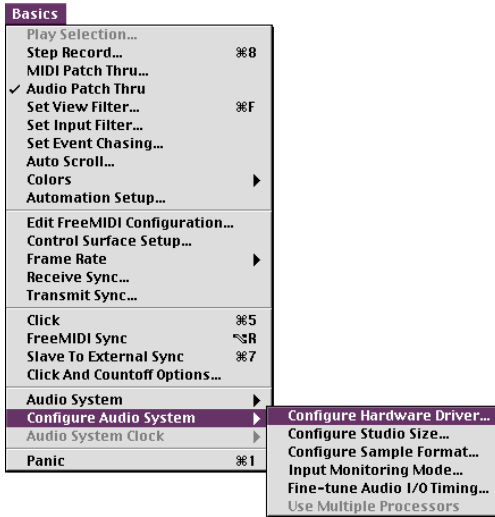 Basics
Play Selection...
Step Record... ⌘8
MIDI Patch Thru...
✓ Audio Patch Thru
Set View Filter... ⌘F
Set Input Filter...
Set Event Chasing...
Auto Scroll...
Colors ▶
Automation Setup...
Edit FreeMIDI Configuration...
Control Surface Setup...
Frame Rate ▶
Receive Sync...
Transmit Sync...
Click ⌘5
FreeMIDI Sync ⌥R
Slave To External Sync ⌘7
Click And Countoff Options...
Audio System ▶
Configure Audio System ▶
Audio System Clock ▶
Panic ⌘1
Configure Hardware Driver...
Configure Studio Size...
Configure Sample Format...
Input Monitoring Mode...
Fine-tune Audio I/O Timing...
Use Multiple Processors